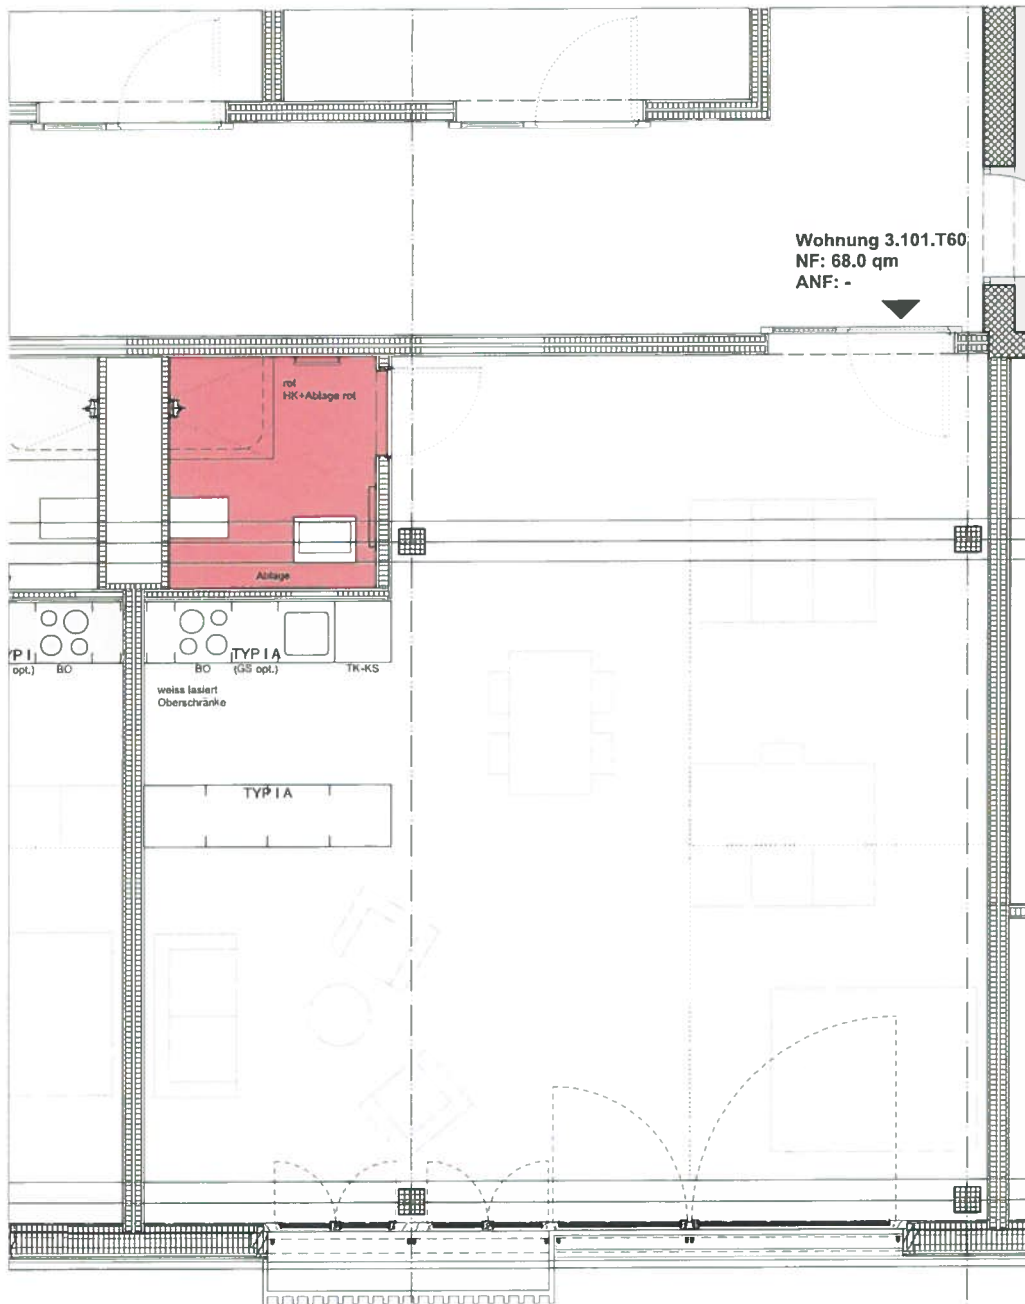 Wohnung 3.101.T60
NF: 68.0 qm
ANF: -
rot
HK+Ablage rot
Ablage
YP I
opt.)
BO
BO
TYP I A
(GS opt.)
TK-KS
weiss lasiert
Oberschränke
TYP I A